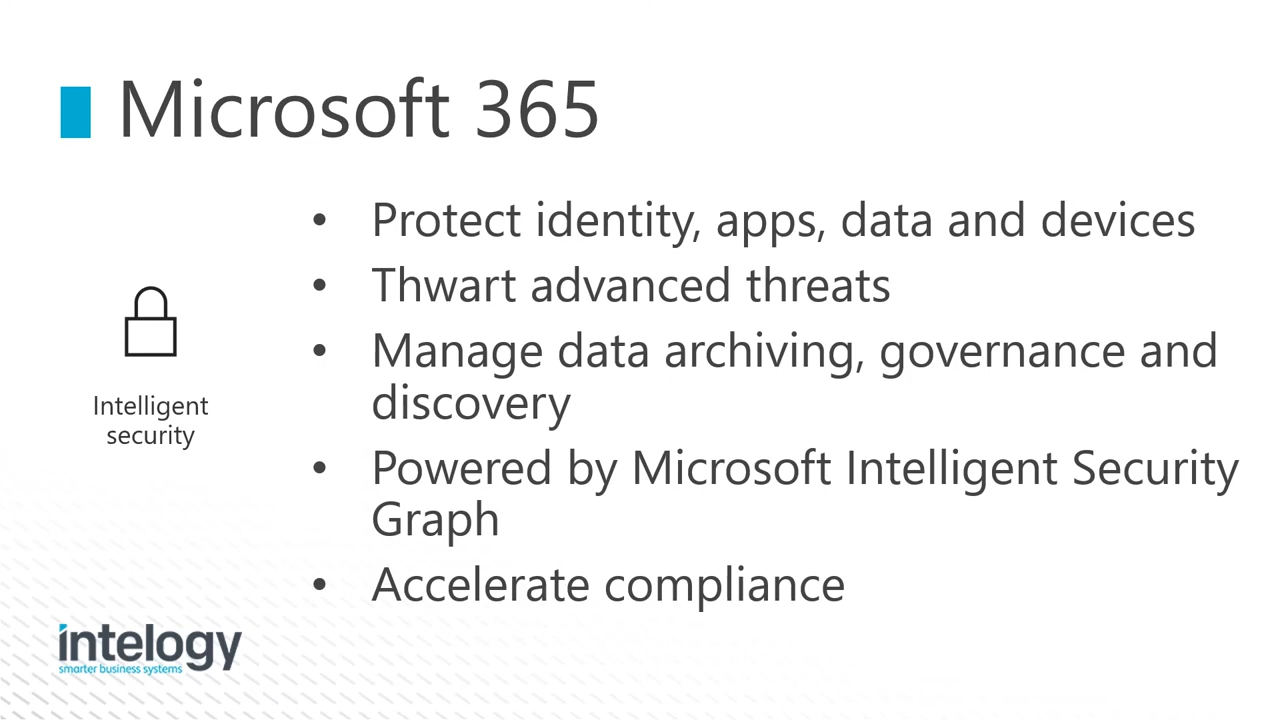 Microsoft 365
• Protect identity, apps, data and devices
• Thwart advanced threats
• Manage data archiving, governance and
discovery
• Powered by Microsoft Intelligent Security
Graph
• Accelerate compliance
Intelligent
security
intelogy
smarter business systems